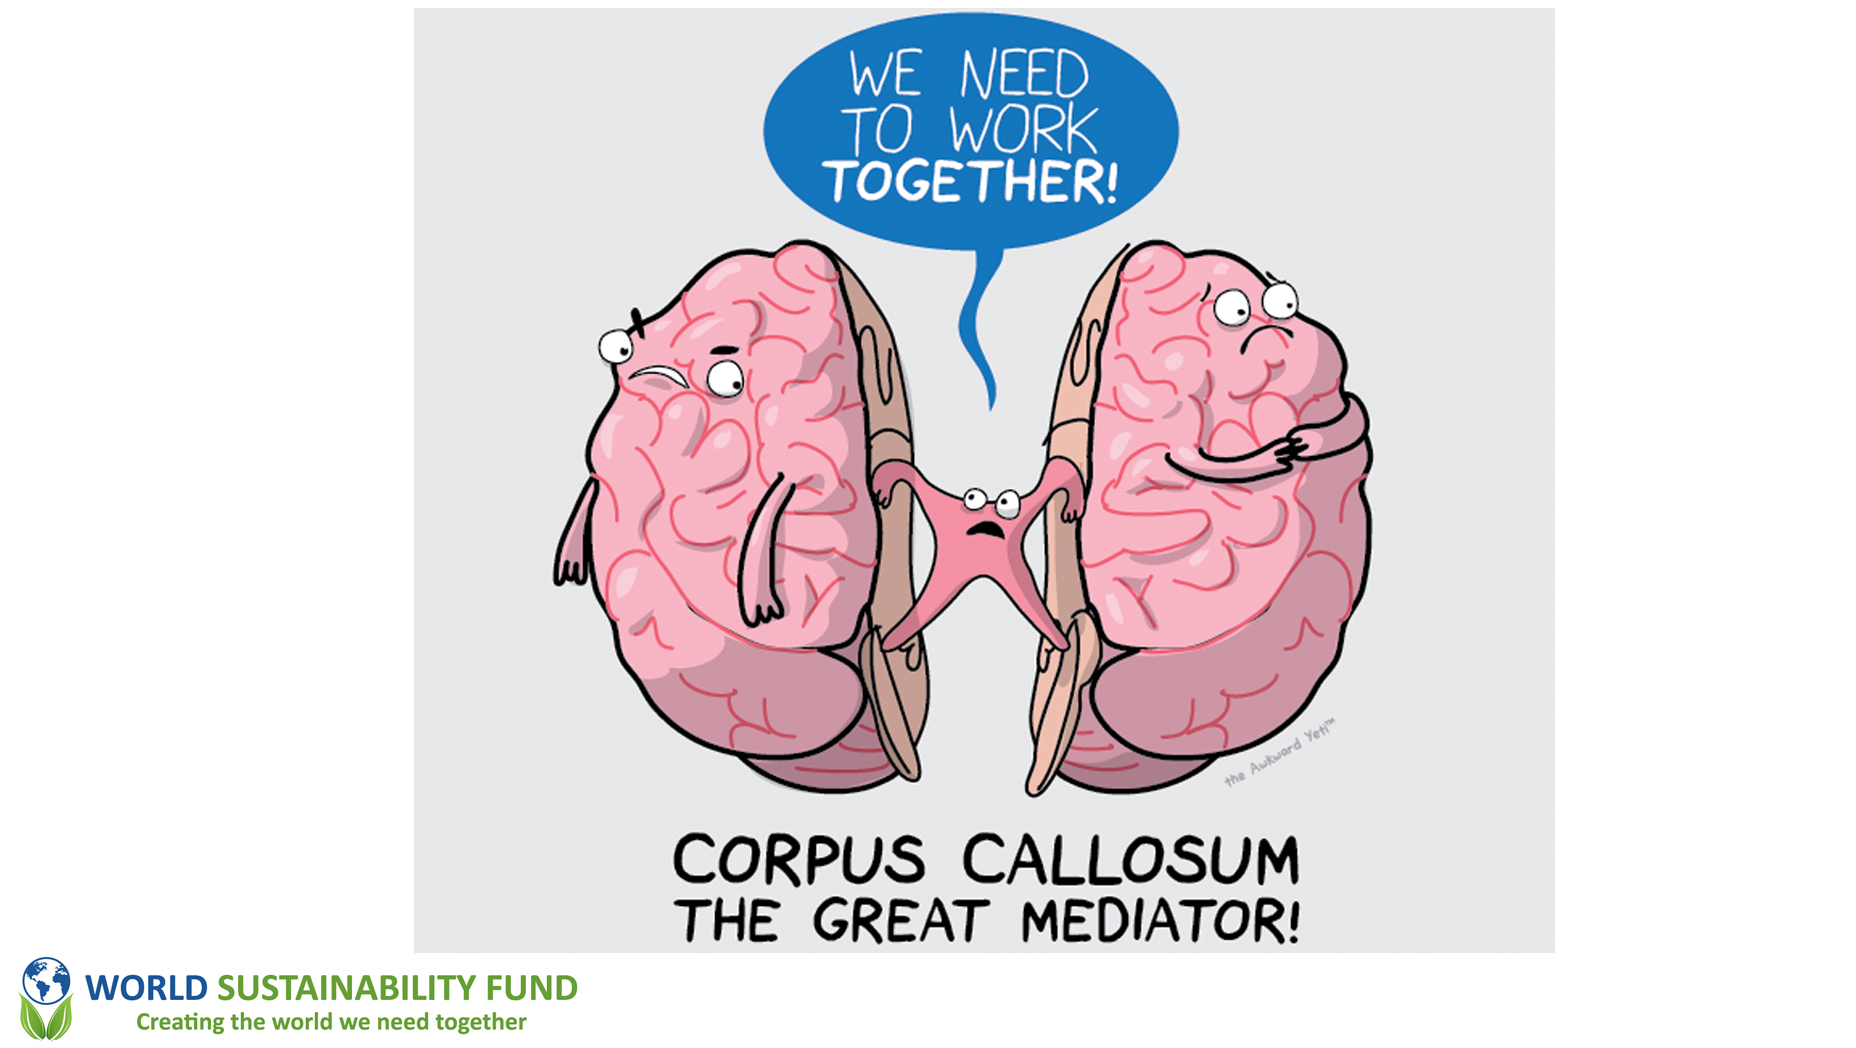 WE NEED
TO WORK
TOGETHER!
the Awkward Yeti™
CORPUS CALLOSUM
THE GREAT MEDIATOR!
WORLD SUSTAINABILITY FUND
Creating the world we need together